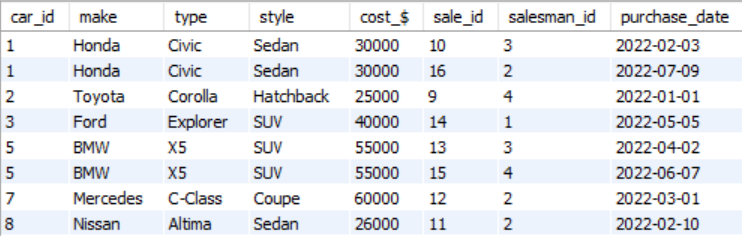 car_id make type style cost_$ sale_id salesman_id purchase_date
1 Honda Civic Sedan 30000 10 3 2022-02-03
1 Honda Civic Sedan 30000 16 2 2022-07-09
2 Toyota Corolla Hatchback 25000 9 4 2022-01-01
3 Ford Explorer SUV 40000 14 1 2022-05-05
5 BMW X5 SUV 55000 13 3 2022-04-02
5 BMW X5 SUV 55000 15 4 2022-06-07
7 Mercedes C-Class Coupe 60000 12 2 2022-03-01
8 Nissan Altima Sedan 26000 11 2 2022-02-10